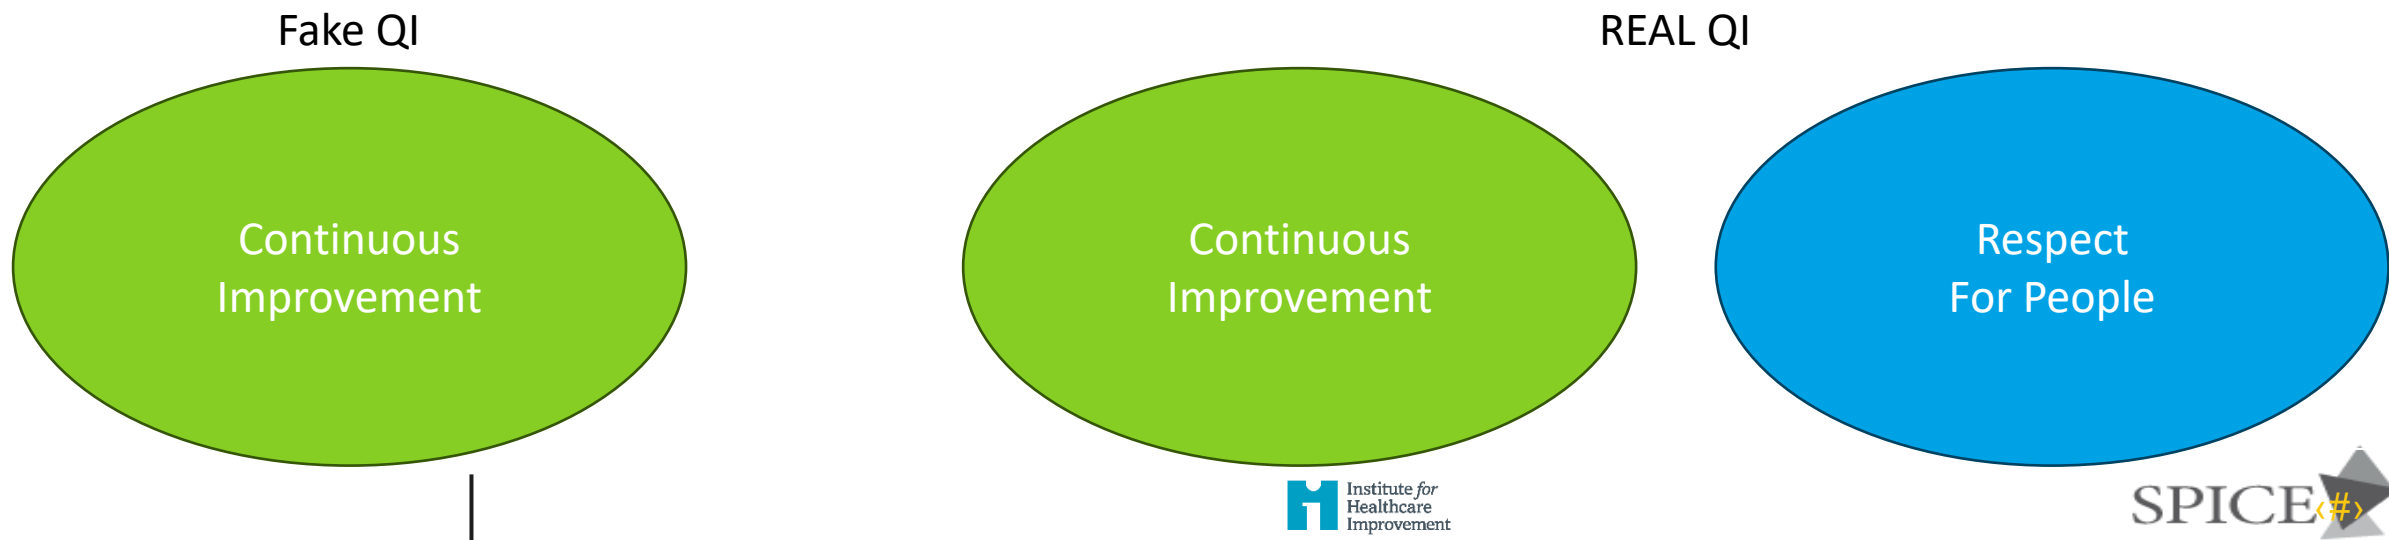 Fake QI
REAL QI
Continuous
Improvement
Continuous
Improvement
Respect
For People
Institute for
Healthcare
Improvement
SPICE
‹#›